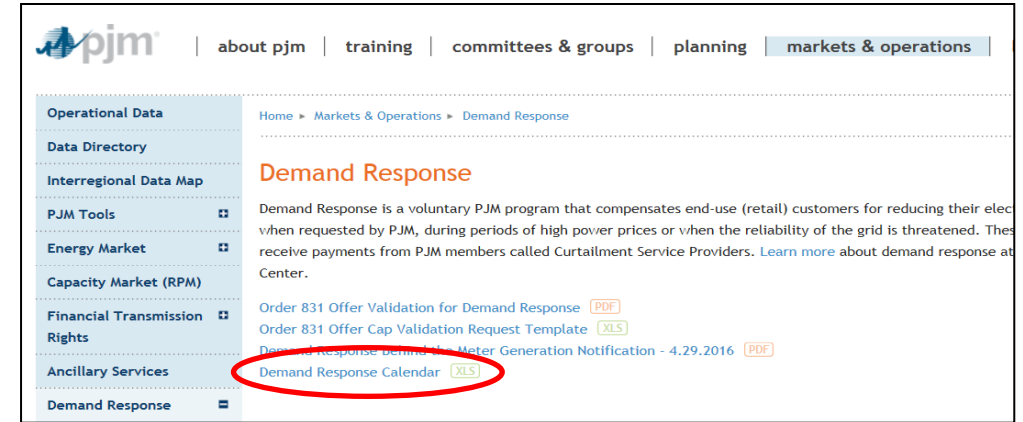 pjm
about pjm | training | committees & groups | planning | markets & operations |
Operational Data
Data Directory
Interregional Data Map
PJM Tools
Energy Market
Capacity Market (RPM)
Financial Transmission
Rights
Ancillary Services
Demand Response
Home ▸ Markets & Operations ▸ Demand Response
Demand Response
Demand Response is a voluntary PJM program that compensates end-use (retail) customers for reducing their elec
when requested by PJM, during periods of high power prices or when the reliability of the grid is threatened. Thes
receive payments from PJM members called Curtailment Service Providers. Learn more about demand response at
Center.
Order 831 Offer Validation for Demand Response PDF
Order 831 Offer Cap Validation Request Template XLS
Demand Response Behind the Meter Generation Notification - 4.29.2016 PDF
Demand Response Calendar XLS